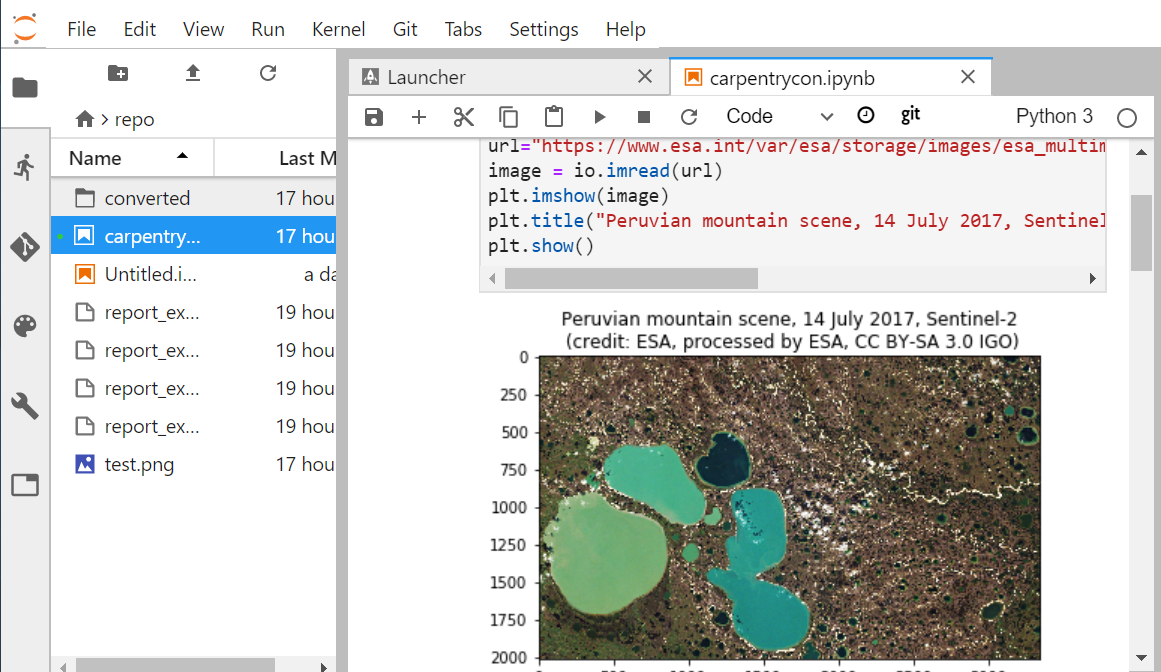 File Edit View Run Kernel Git Tabs Settings Help
repo
Name Last M
converted 17 hou
carpentry... 17 hou
Untitled.i... a da
report_ex... 19 hou
report_ex... 19 hou
report_ex... 19 hou
report_ex... 19 hou
test.png 17 hou
Launcher
carpentrycon.ipynb
Code git Python 3
url="https://www.esa.int/var/esa/storage/images/esa_multim
image = io.imread(url)
plt.imshow(image)
plt.title("Peruvian mountain scene, 14 July 2017, Sentinel
plt.show()
Peruvian mountain scene, 14 July 2017, Sentinel-2
(credit: ESA, processed by ESA, CC BY-SA 3.0 IGO)
0
250
500
750
1000
1250
1500
1750
2000